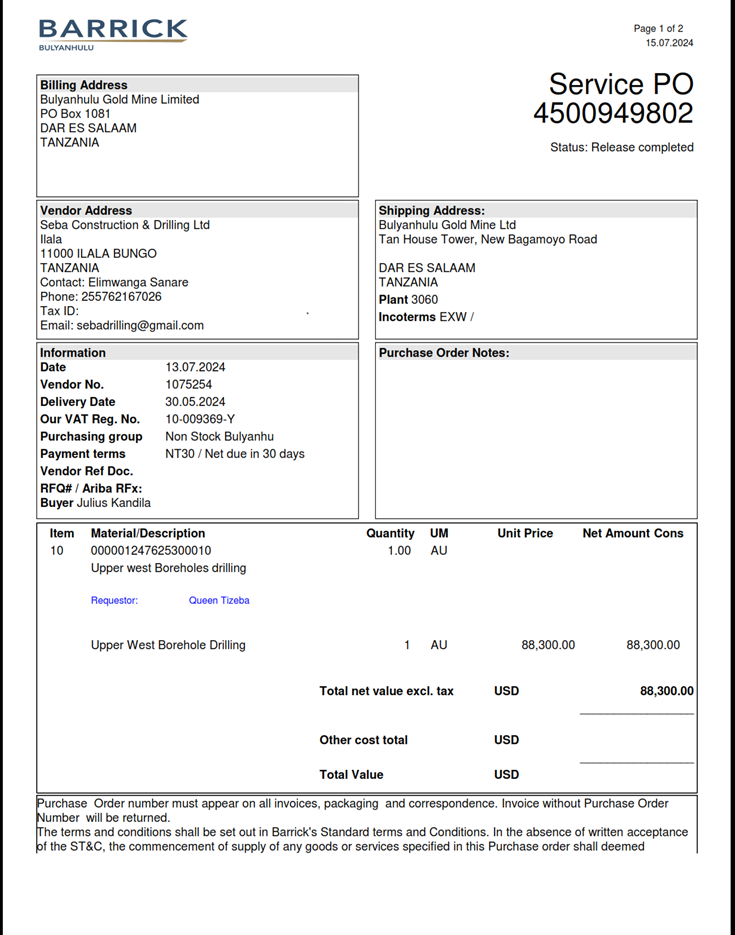 BARRICK
BULYANHULU
Page 1 of 2
15.07.2024
Service PO
4500949802
Status: Release completed
Billing Address
Bulyanhulu Gold Mine Limited
PO Box 1081
DAR ES SALAAM
TANZANIA
Vendor Address
Seba Construction & Drilling Ltd
Ilala
11000 ILALA BUNGO
TANZANIA
Contact: Elimwanga Sanare
Phone: 255762167026
Tax ID:
Email: sebadrilling@gmail.com
Shipping Address:
Bulyanhulu Gold Mine Ltd
Tan House Tower, New Bagamoyo Road
DAR ES SALAAM
TANZANIA
Plant 3060
Incoterms EXW /
Information
Date 13.07.2024
Vendor No. 1075254
Delivery Date 30.05.2024
Our VAT Reg. No. 10-009369-Y
Purchasing group Non Stock Bulyanhu
Payment terms NT30 / Net due in 30 days
Vendor Ref Doc.
RFQ# / Ariba RFx:
Buyer Julius Kandila
Purchase Order Notes:
Item Material/Description Quantity UM Unit Price Net Amount Cons
10 000001247625300010 1.00 AU
Upper west Boreholes drilling
Requestor: Queen Tizeba
Upper West Borehole Drilling 1 AU 88,300.00 88,300.00
Total net value excl. tax USD 88,300.00
Other cost total USD
Total Value USD
Purchase Order number must appear on all invoices, packaging and correspondence. Invoice without Purchase Order
Number will be returned.
The terms and conditions shall be set out in Barrick's Standard terms and Conditions. In the absence of written acceptance
of the ST&C, the commencement of supply of any goods or services specified in this Purchase order shall deemed